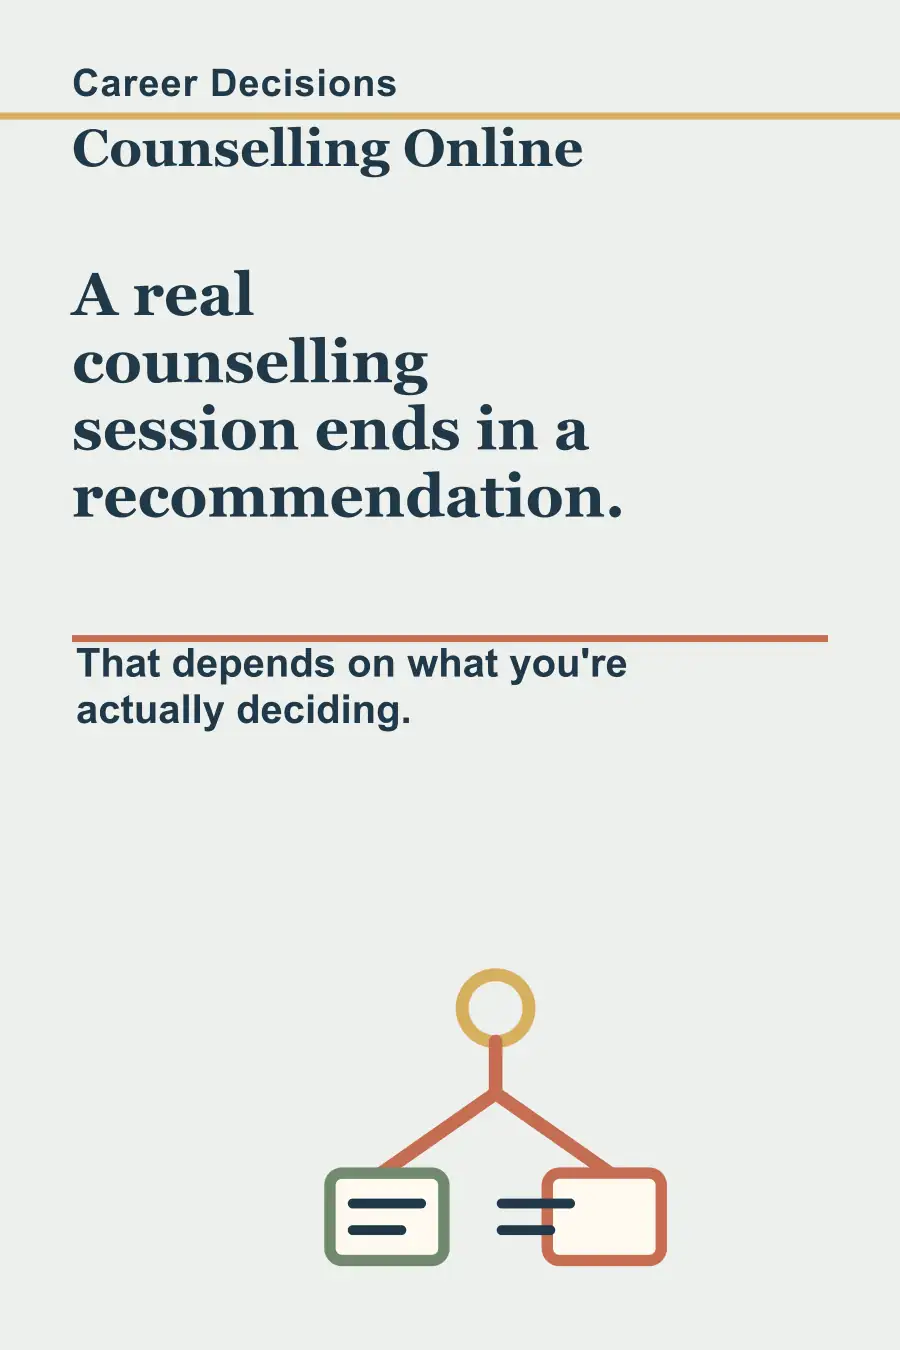 Career Decisions
Counselling Online
A real
counselling
session ends in a
recommendation.
That depends on what you're
actually deciding.